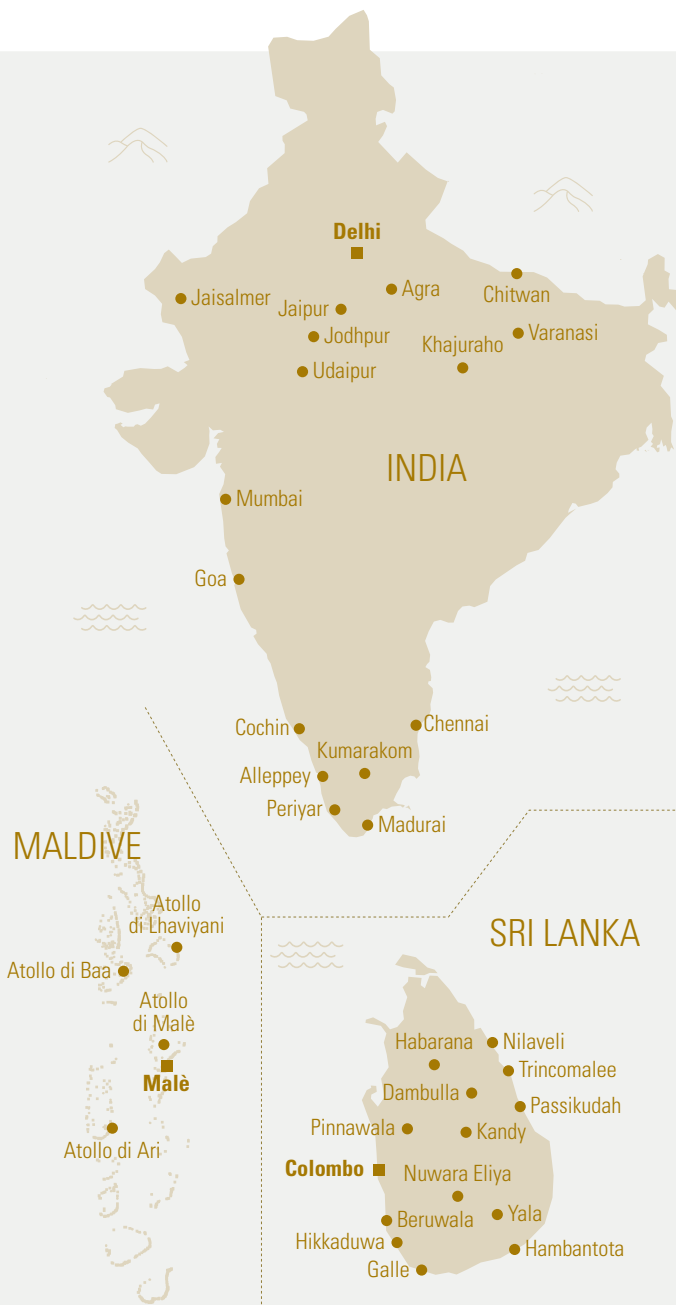 Delhi
Jaisalmer
Agra
Chitwan
Jaipur
Jodhpur
Varanasi
Khajuraho
Udaipur
INDIA
Mumbai
Goa
Cochin
Chennai
Kumarakom
Alleppey
Periyar
Madurai
MALDIVE
Atollo
di Lhaviyani
Atollo di Baa
Atollo
di Malè
Malè
Atollo di Ari
SRI LANKA
Habarana
Nilaveli
Trincomalee
Dambulla
Passikudah
Pinnawala
Kandy
Colombo
Nuwara Eliya
Beruwala
Yala
Hikkaduwa
Hambantota
Galle